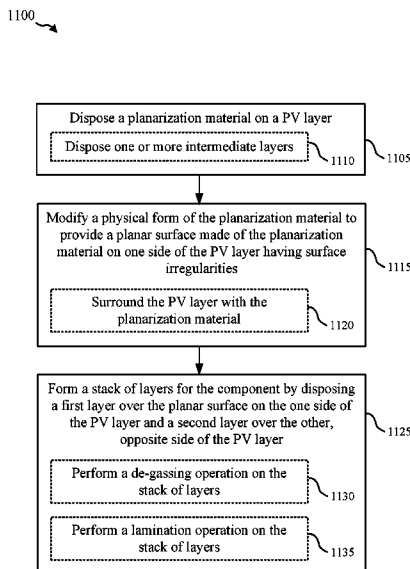 1100
Dispose a planarization material on a PV layer
Dispose one or more intermediate layers
1110
1105
Modify a physical form of the planarization material to
provide a planar surface made of the planarization
material on one side of the PV layer having surface
irregularities
1115
Surround the PV layer with the
planarization material
1120
Form a stack of layers for the component by disposing
a first layer over the planar surface on the one side of
the PV layer and a second layer over the other,
opposite side of the PV layer
1125
Perform a de-gassing operation on the
stack of layers
1130
Perform a lamination operation on the
stack of layers
1135